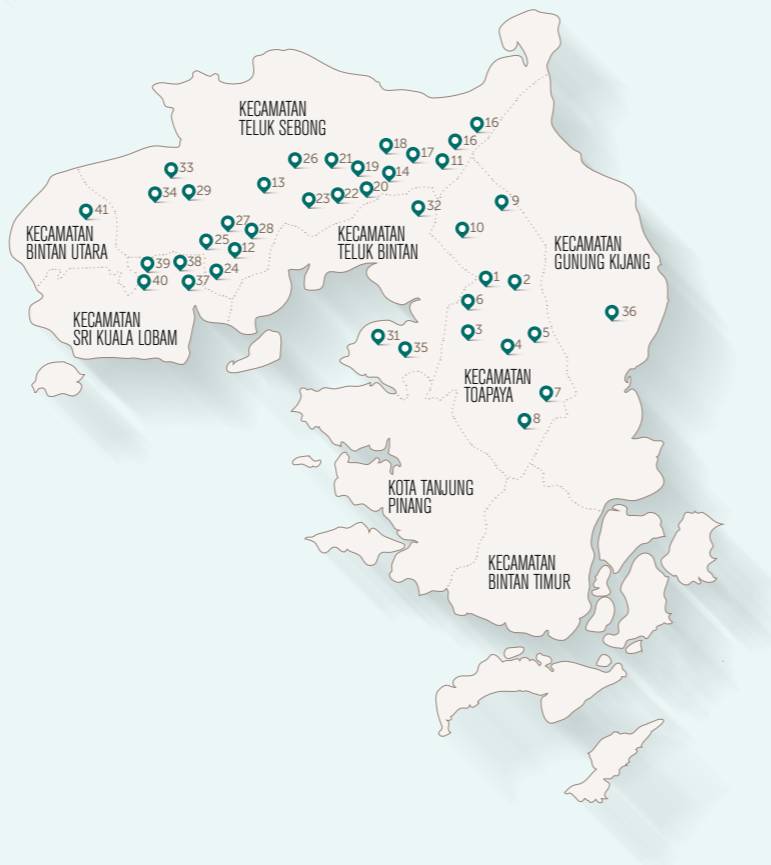 KECAMATAN
TELUK SEBONG
16
16
18
17
11
26
21
19
14
33
34
29
13
23
22
20
32
9
41
27
28
10
KECAMATAN
BINTAN UTARA
25
12
KECAMATAN
TELUK BINTAN
KECAMATAN
GUNUNG KIJANG
39
38
24
40
37
1
2
6
36
KECAMATAN
SRI KUALA LOBAM
31
35
3
5
4
KECAMATAN
TOAPAYA
7
8
KOTA TANJUNG
PINANG
KECAMATAN
BINTAN TIMUR